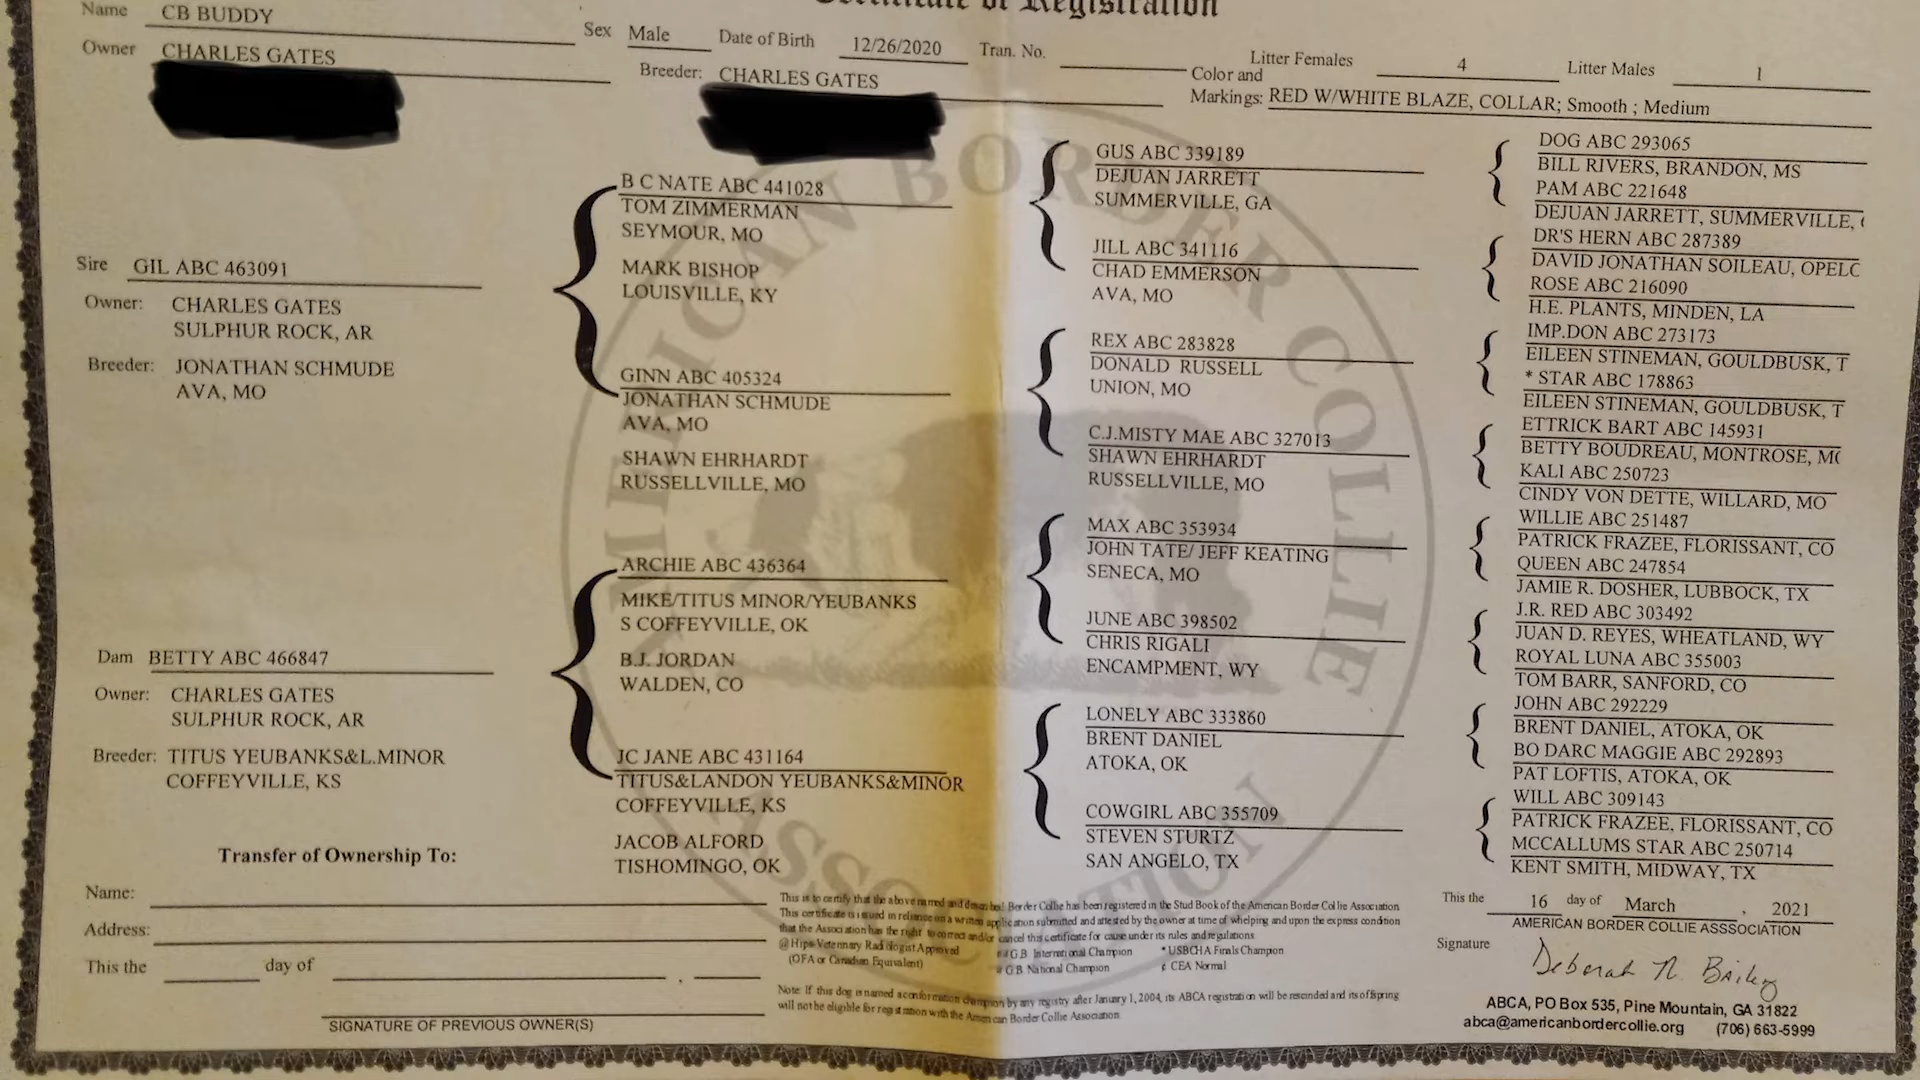 Certificate of Registration
Name CB BUDDY
Sex Male Date of Birth 12/26/2020 Tran. No.
Litter Females 4 Litter Males 1
Owner CHARLES GATES
Breeder: CHARLES GATES
Color and
Markings: RED W/WHITE BLAZE, COLLAR; Smooth ; Medium
Sire GIL ABC 463091
Owner: CHARLES GATES
SULPHUR ROCK, AR
Breeder: JONATHAN SCHMUDE
AVA, MO
Dam BETTY ABC 466847
Owner: CHARLES GATES
SULPHUR ROCK, AR
Breeder: TITUS YEUBANKS&L.MINOR
COFFEYVILLE, KS
B C NATE ABC 441028
TOM ZIMMERMAN
SEYMOUR, MO
MARK BISHOP
LOUISVILLE, KY
GINN ABC 405324
JONATHAN SCHMUDE
AVA, MO
SHAWN EHRHARDT
RUSSELLVILLE, MO
ARCHIE ABC 436364
MIKE/TITUS MINOR/YEUBANKS
S COFFEYVILLE, OK
B.J. JORDAN
WALDEN, CO
JC JANE ABC 431164
TITUS&LANDON YEUBANKS&MINOR
COFFEYVILLE, KS
JACOB ALFORD
TISHOMINGO, OK
GUS ABC 339189
DEJUAN JARRETT
SUMMERVILLE, GA
JILL ABC 341116
CHAD EMMERSON
AVA, MO
REX ABC 283828
DONALD RUSSELL
UNION, MO
C.J.MISTY MAE ABC 327013
SHAWN EHRHARDT
RUSSELLVILLE, MO
MAX ABC 353934
JOHN TATE/ JEFF KEATING
SENECA, MO
JUNE ABC 398502
CHRIS RIGALI
ENCAMPMENT, WY
LONELY ABC 333860
BRENT DANIEL
ATOKA, OK
COWGIRL ABC 355709
STEVEN STURTZ
SAN ANGELO, TX
DOG ABC 293065
BILL RIVERS, BRANDON, MS
PAM ABC 221648
DEJUAN JARRETT, SUMMERVILLE,
DR'S HERN ABC 287389
DAVID JONATHAN SOILEAU, OPELC
ROSE ABC 216090
H.E. PLANTS, MINDEN, LA
IMP.DON ABC 273173
EILEEN STINEMAN, GOULDBUSK, T
* STAR ABC 178863
EILEEN STINEMAN, GOULDBUSK, T
ETTRICK BART ABC 145931
BETTY BOUDREAU, MONTROSE, MO
KALI ABC 250723
CINDY VON DETTE, WILLARD, MO
WILLIE ABC 251487
PATRICK FRAZEE, FLORISSANT, CO
QUEEN ABC 247854
JAMIE R. DOSHER, LUBBOCK, TX
J.R. RED ABC 303492
JUAN D. REYES, WHEATLAND, WY
ROYAL LUNA ABC 355003
TOM BARR, SANFORD, CO
JOHN ABC 292229
BRENT DANIEL, ATOKA, OK
BO DARC MAGGIE ABC 292893
PAT LOFTIS, ATOKA, OK
WILL ABC 309143
PATRICK FRAZEE, FLORISSANT, CO
MCCALLUMS STAR ABC 250714
KENT SMITH, MIDWAY, TX
AMERICAN BORDER COLLIE ASSOCIATION
Transfer of Ownership To:
Name:
Address:
This the day of , 
SIGNATURE OF PREVIOUS OWNER(S)
This is to certify that the above named and described Border Collie has been registered in the Stud Book of the American Border Collie Association
This certificate is issued in reliance on a written application submitted and attested by the owner at time of whelping and upon the express condition
that the Association has the right to correct and/or cancel this certificate for cause under its rules and regulations.
@Hips-Veterinary Radiologist Approved
(OFA or Canadian Equivalent)
##G.B. International Champion * USBCHA Finals Champion
# G.B. National Champion ¢ CEA Normal
Note: If this dog is named a conformation champion by any registry after January 1, 2004, its ABCA registration will be rescinded and its offspring
will not be eligible for registration with the American Border Collie Association.
This the 16 day of March , 2021
AMERICAN BORDER COLLIE ASSSOCIATION
Signature Deborah N. Bailey
ABCA, PO Box 535, Pine Mountain, GA 31822
abca@americanbordercollie.org (706) 663-5999